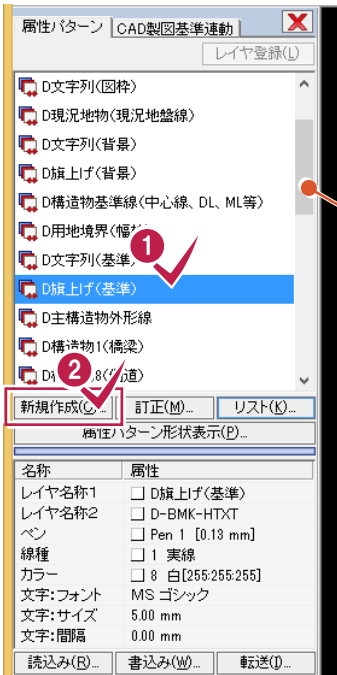 属性パターン CAD製図基準連動
レイヤ登録(L)
D文字列(図枠)
D現況地物(現況地盤線)
D文字列(背景)
D旗上げ(背景)
D構造物基準線(中心線、DL、ML等)
D用地境界(幅
1
D文字列(基準)
D旗上げ(基準)
D主構造物外形線
D構造物1(橋梁)
2
新規作成( 訂正(M)... リスト(K)...
属性パターン形状表示(P)...
名称 属性
レイヤ名称1 D旗上げ(基準)
レイヤ名称2 D-BMK-HTXT
ペン Pen 1 [0.13 mm]
線種 1 実線
カラー 8 白[255:255:255]
文字:フォント MS ゴシック
文字:サイズ 5.00 mm
文字:間隔 0.00 mm
読込み(R)... 書込み(W)... 転送(I)...